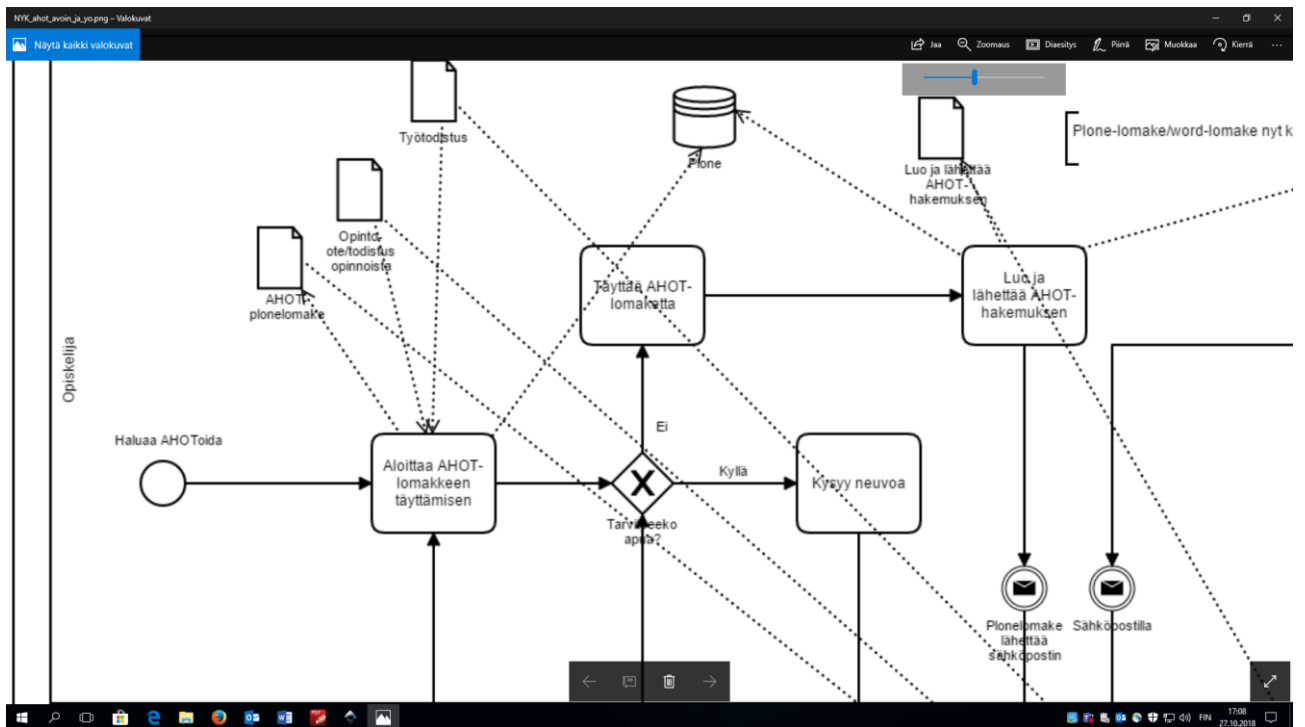 NYK_ahot_avoin_ja_yo.png – Valokuvat
Näytä kaikki valokuvat
Jaa
Zoomaus
Diaesitys
Piirrä
Muokkaa
Kierrä
Työtodistus
Plone
Luo ja lähettää
AHOT-
hakemuksen
Plone-lomake/word-lomake nyt k
Opinto-
ote/todistus
opinnoista
AHOT-
plonelomake
Täyttää AHOT-
lomaketta
Luo ja
lähettää AHOT-
hakemuksen
Opiskelija
Haluaa AHOToida
Aloittaa AHOT-
lomakkeen
täyttämisen
Ei
X
Kyllä
Kysyy neuvoa
Tarvitseeko
apua?
Plonelomake
lähettää
sähköpostin
Sähköpostilla
FIN
17:08
27.10.2018